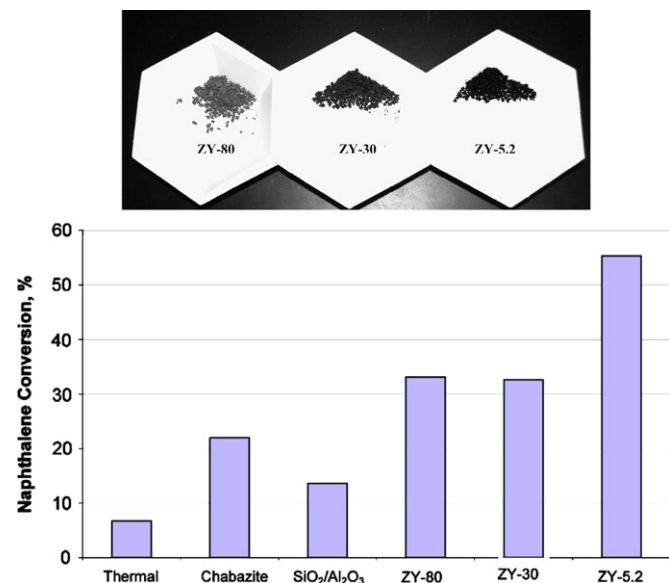 ZY-80 ZY-30 ZY-5.2
Naphthalene Conversion, %
60
50
40
30
20
10
0
Thermal Chabazite SiO₂/Al₂O₃ ZY-80 ZY-30 ZY-5.2